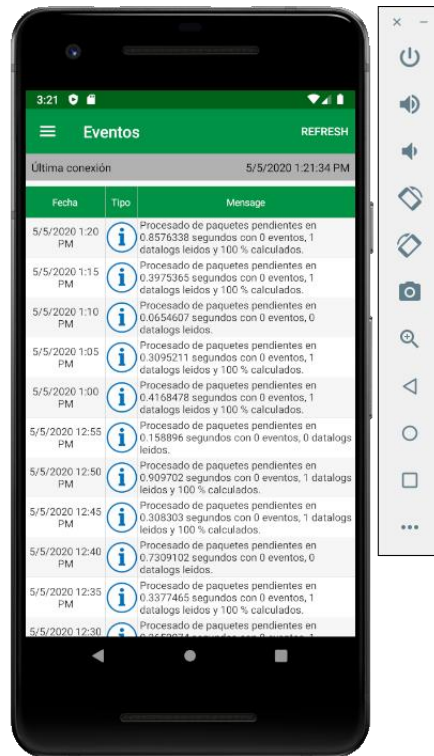 3:21
Eventos
REFRESH
Última conexión
5/5/2020 1:21:34 PM
Fecha
Tipo
Mensage
5/5/2020 1:20
PM
Procesado de paquetes pendientes en
0.8576338 segundos con 0 eventos, 1
datalogs leidos y 100 % calculados.
5/5/2020 1:15
PM
Procesado de paquetes pendientes en
0.3975365 segundos con 0 eventos, 1
datalogs leidos y 100 % calculados.
5/5/2020 1:10
PM
Procesado de paquetes pendientes en
0.0654607 segundos con 0 eventos, 0
datalogs leidos.
5/5/2020 1:05
PM
Procesado de paquetes pendientes en
0.3095211 segundos con 0 eventos, 1
datalogs leidos y 100 % calculados.
5/5/2020 1:00
PM
Procesado de paquetes pendientes en
0.4168478 segundos con 0 eventos, 1
datalogs leidos y 100 % calculados.
5/5/2020 12:55
PM
Procesado de paquetes pendientes en
0.158896 segundos con 0 eventos, 0 datalogs
leidos.
5/5/2020 12:50
PM
Procesado de paquetes pendientes en
0.909702 segundos con 0 eventos, 1 datalogs
leidos y 100 % calculados.
5/5/2020 12:45
PM
Procesado de paquetes pendientes en
0.308303 segundos con 0 eventos, 1 datalogs
leidos y 100 % calculados.
5/5/2020 12:40
PM
Procesado de paquetes pendientes en
0.7309102 segundos con 0 eventos, 0
datalogs leidos.
5/5/2020 12:35
PM
Procesado de paquetes pendientes en
0.3377465 segundos con 0 eventos, 1
datalogs leidos y 100 % calculados.
5/5/2020 12:30
Procesado de paquetes pendientes en